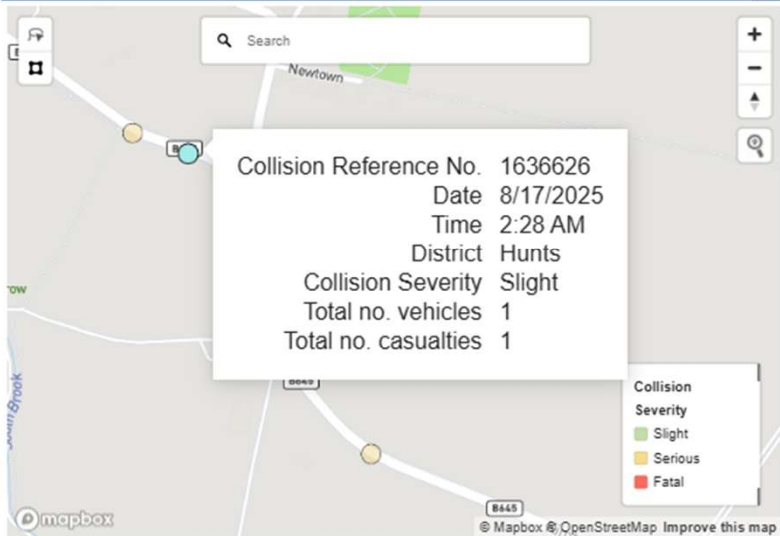 Search
Newtown
Collision Reference No. 1636626
Date 8/17/2025
Time 2:28 AM
District Hunts
Collision Severity Slight
Total no. vehicles 1
Total no. casualties 1
Brook
B645
Collision
Severity
Slight
Serious
Fatal
B645
mapbox
© Mapbox © OpenStreetMap Improve this map